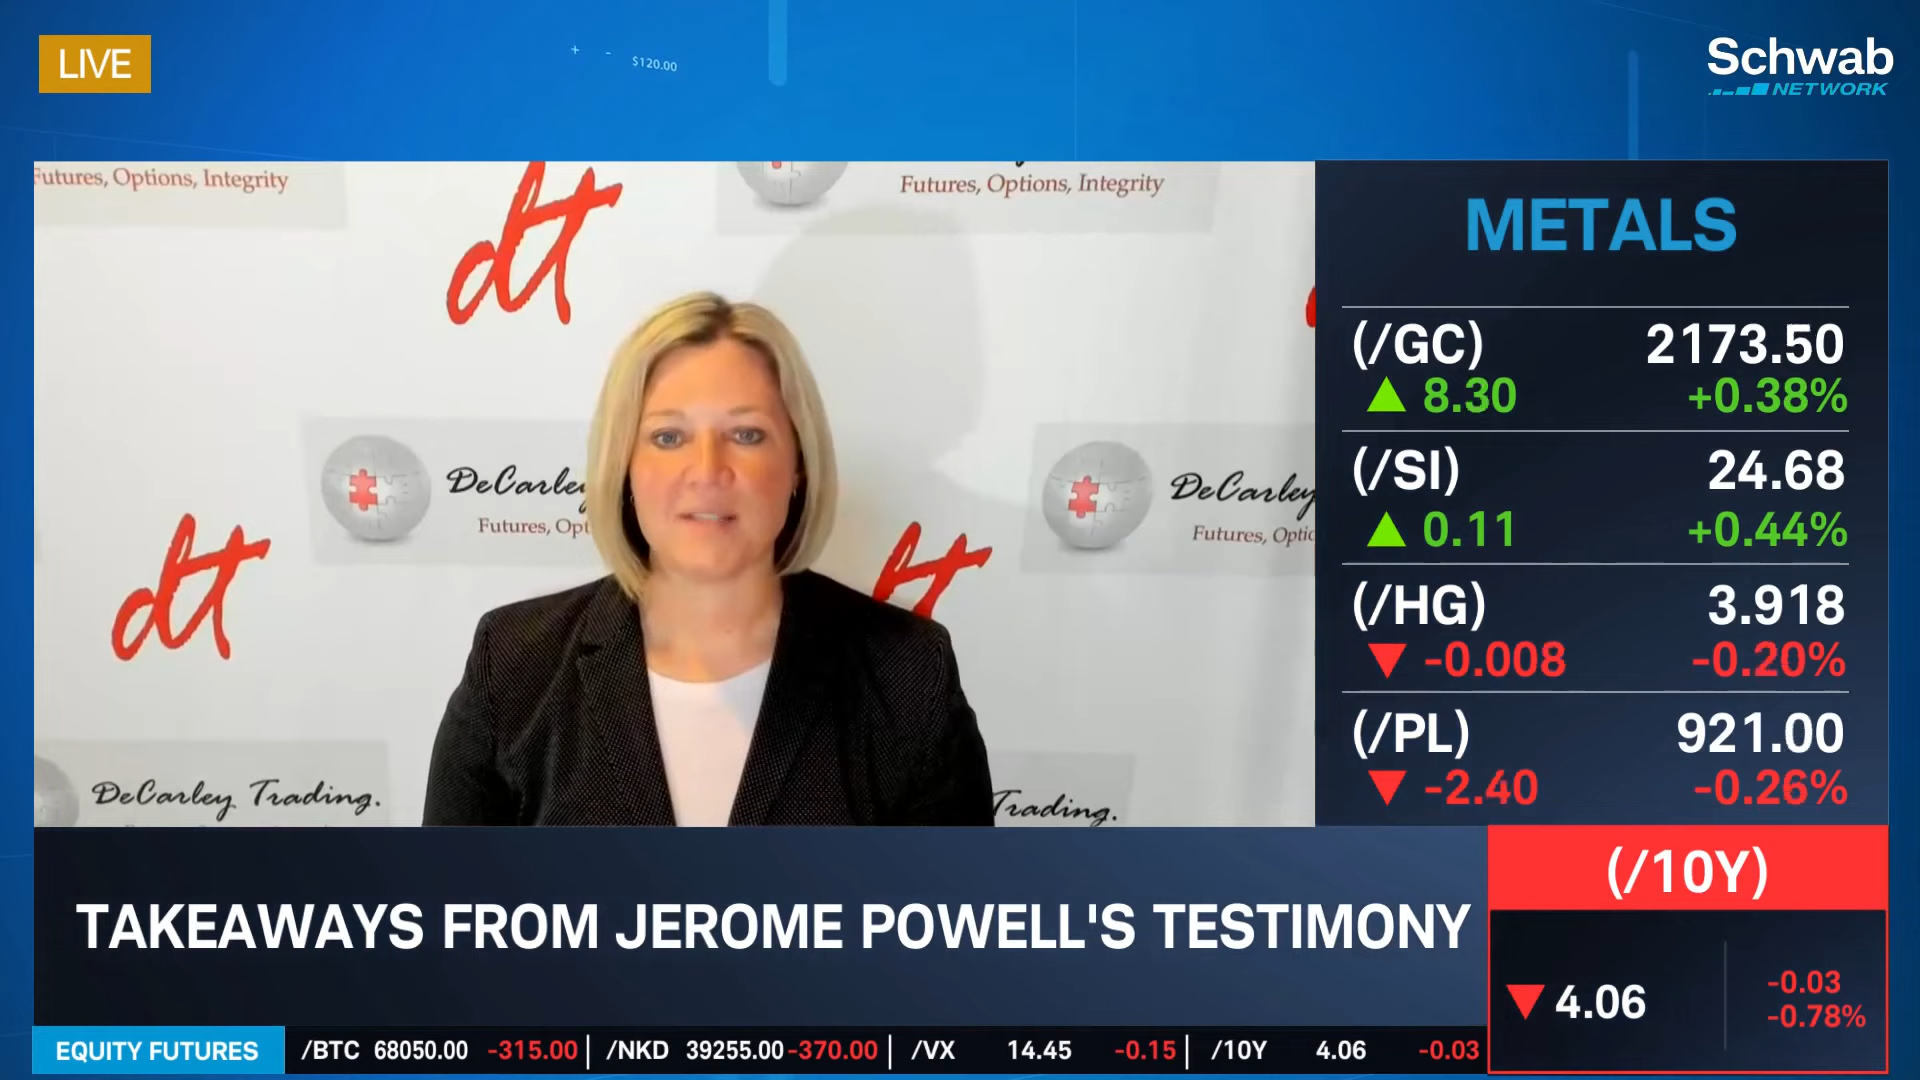 LIVE
+ - $120.00
Schwab
NETWORK
Futures, Options, Integrity
Futures, Options, Integrity
dt
DeCarley
Futures, Opt
DeCarley
Futures, Optio
dt
dt
DeCarley Trading.
Trading.
METALS
(/GC) 2173.50
▲ 8.30 +0.38%
(/SI) 24.68
▲ 0.11 +0.44%
(/HG) 3.918
▼ -0.008 -0.20%
(/PL) 921.00
▼ -2.40 -0.26%
TAKEAWAYS FROM JEROME POWELL'S TESTIMONY
(/10Y)
▼ 4.06
-0.03
-0.78%
EQUITY FUTURES /BTC 68050.00 -315.00 | /NKD 39255.00 -370.00 | /VX 14.45 -0.15 | /10Y 4.06 -0.03